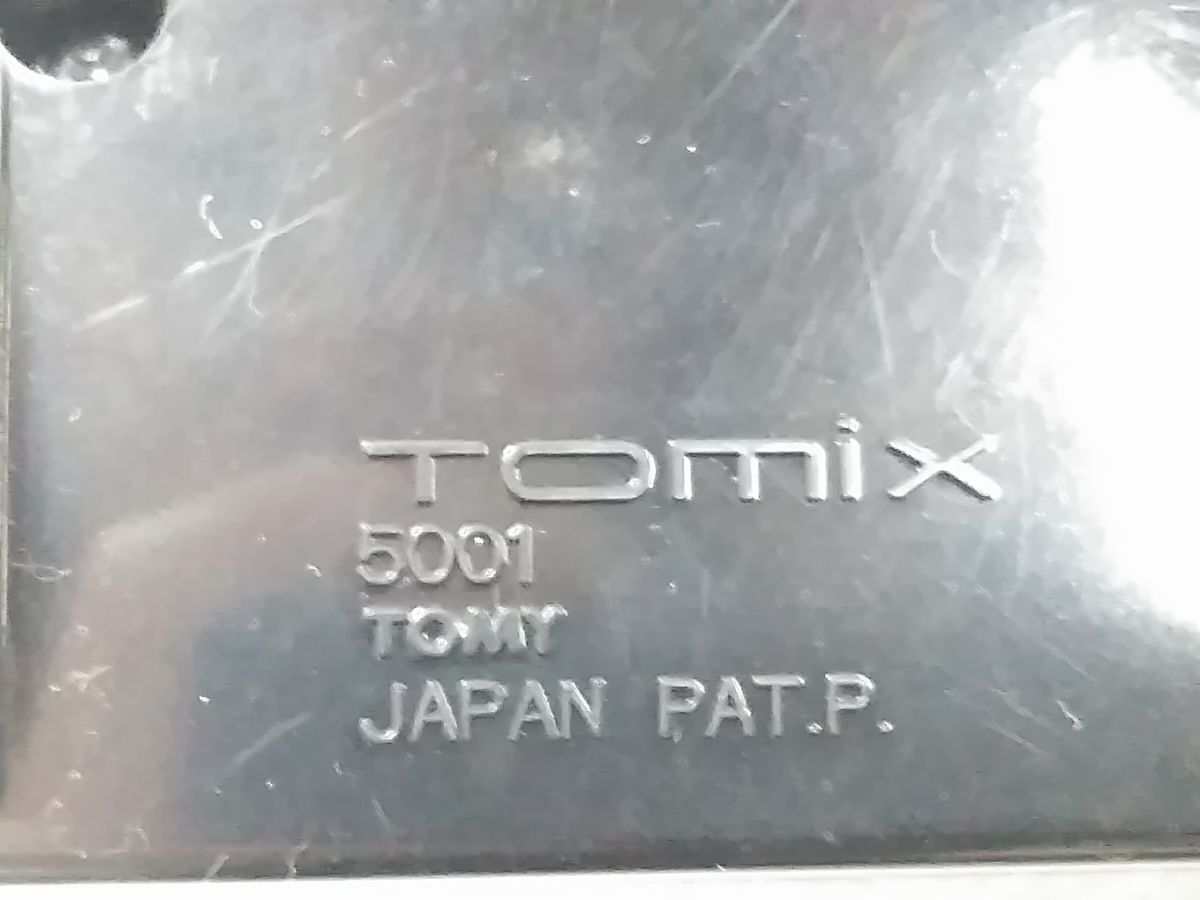 TOMIX
5001
TOMY
JAPAN PAT.P.